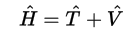 Ĥ = T̂ + V̂